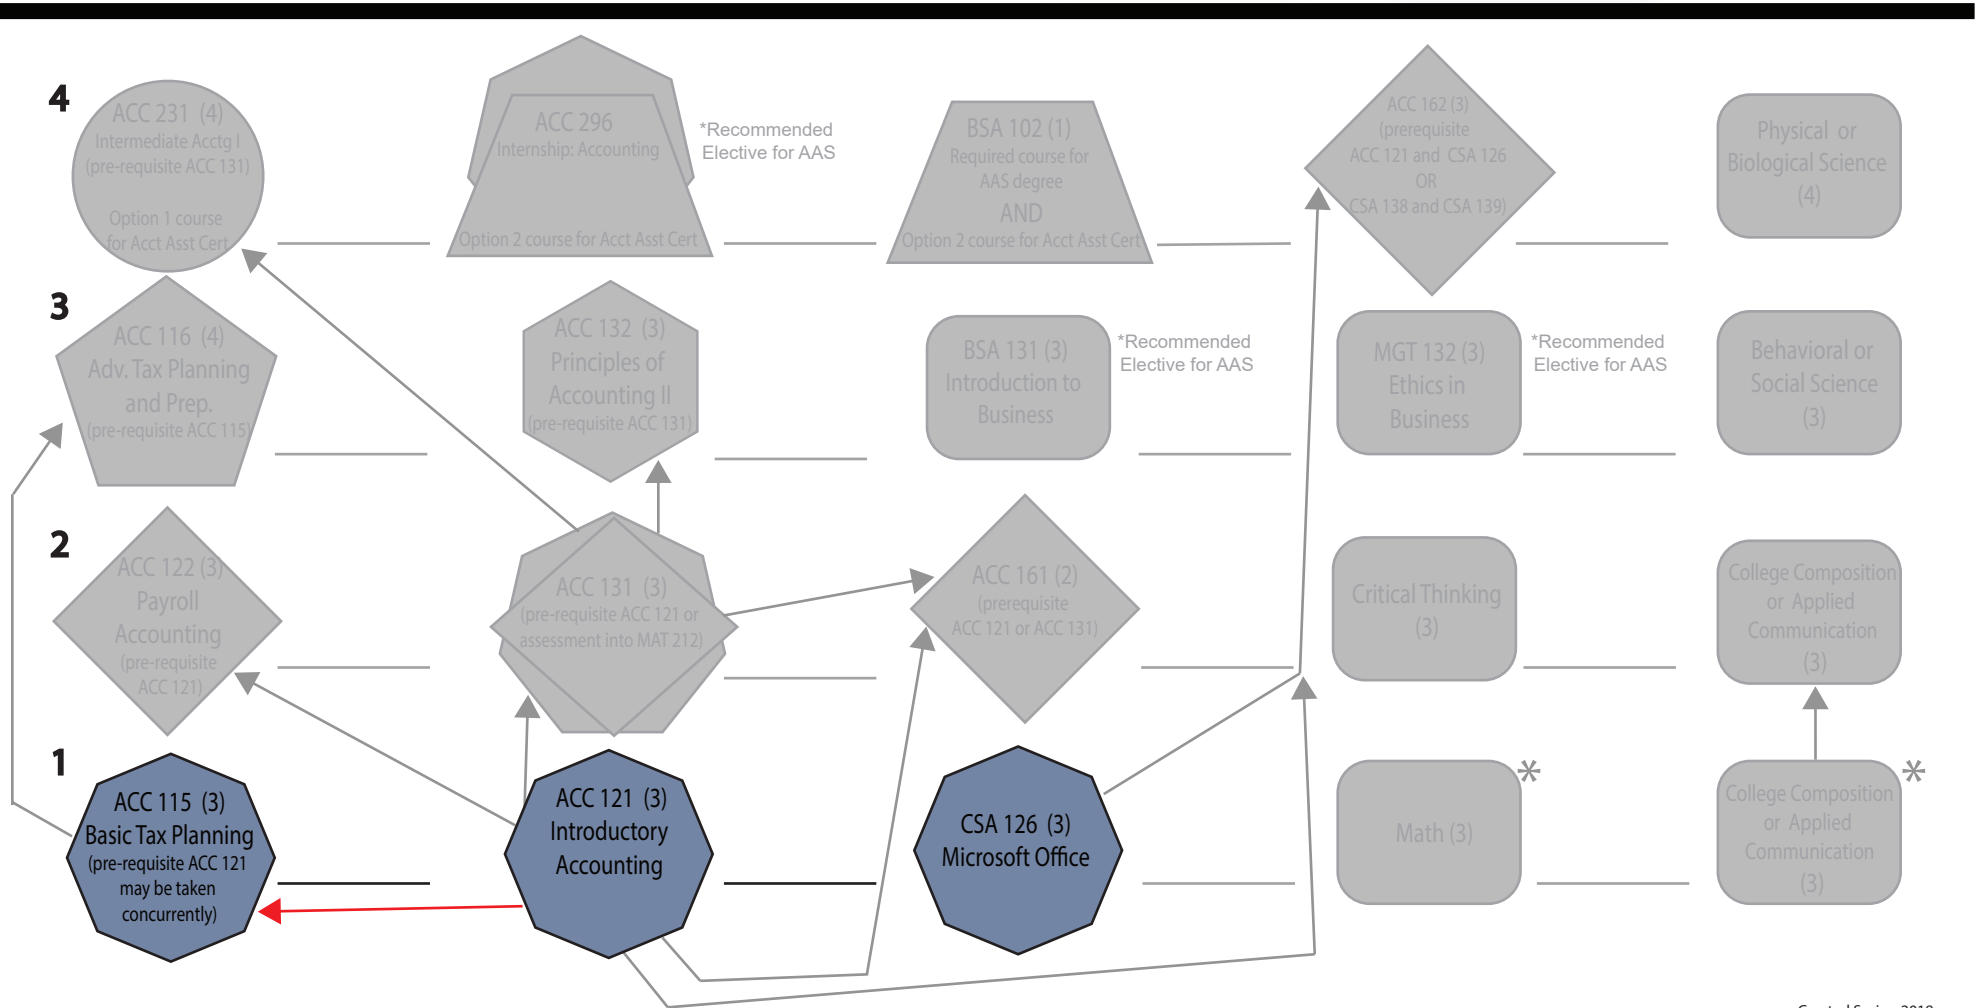 4
ACC 231 (4)
Intermediate Acctg I
(pre-requisite ACC 131)
Option 1 course
for Acct Asst Cert
ACC 296
Internship: Accounting
Option 2 course for Acct Asst Cert
*Recommended
Elective for AAS
BSA 102 (1)
Required course for
AAS degree
AND
Option 2 course for Acct Asst Cert
ACC 162 (3)
(prerequisite
ACC 121 and CSA 126
OR
CSA 138 and CSA 139)
Physical or
Biological Science
(4)
3
ACC 116 (4)
Adv. Tax Planning
and Prep.
(pre-requisite ACC 115)
ACC 132 (3)
Principles of
Accounting II
(pre-requisite ACC 131)
BSA 131 (3)
Introduction to
Business
*Recommended
Elective for AAS
MGT 132 (3)
Ethics in
Business
*Recommended
Elective for AAS
Behavioral or
Social Science
(3)
2
ACC 122 (3)
Payroll
Accounting
(pre-requisite
ACC 121)
ACC 131 (3)
(pre-requisite ACC 121 or
assessment into MAT 212)
ACC 161 (2)
(prerequisite
ACC 121 or ACC 131)
Critical Thinking
(3)
College Composition
or Applied
Communication
(3)
1
ACC 115 (3)
Basic Tax Planning
(pre-requisite ACC 121
may be taken
concurrently)
ACC 121 (3)
Introductory
Accounting
CSA 126 (3)
Microsoft Office
Math (3)
*
College Composition
or Applied
Communication
(3)
*